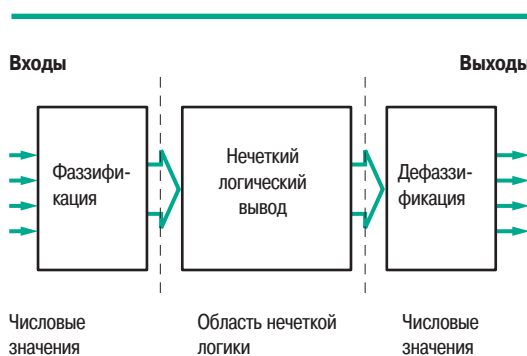 Входы
Выходы
Фаззифи-
кация
Нечеткий
логический
вывод
Дефаззи-
фикация
Числовые
значения
Область нечеткой
логики
Числовые
значения